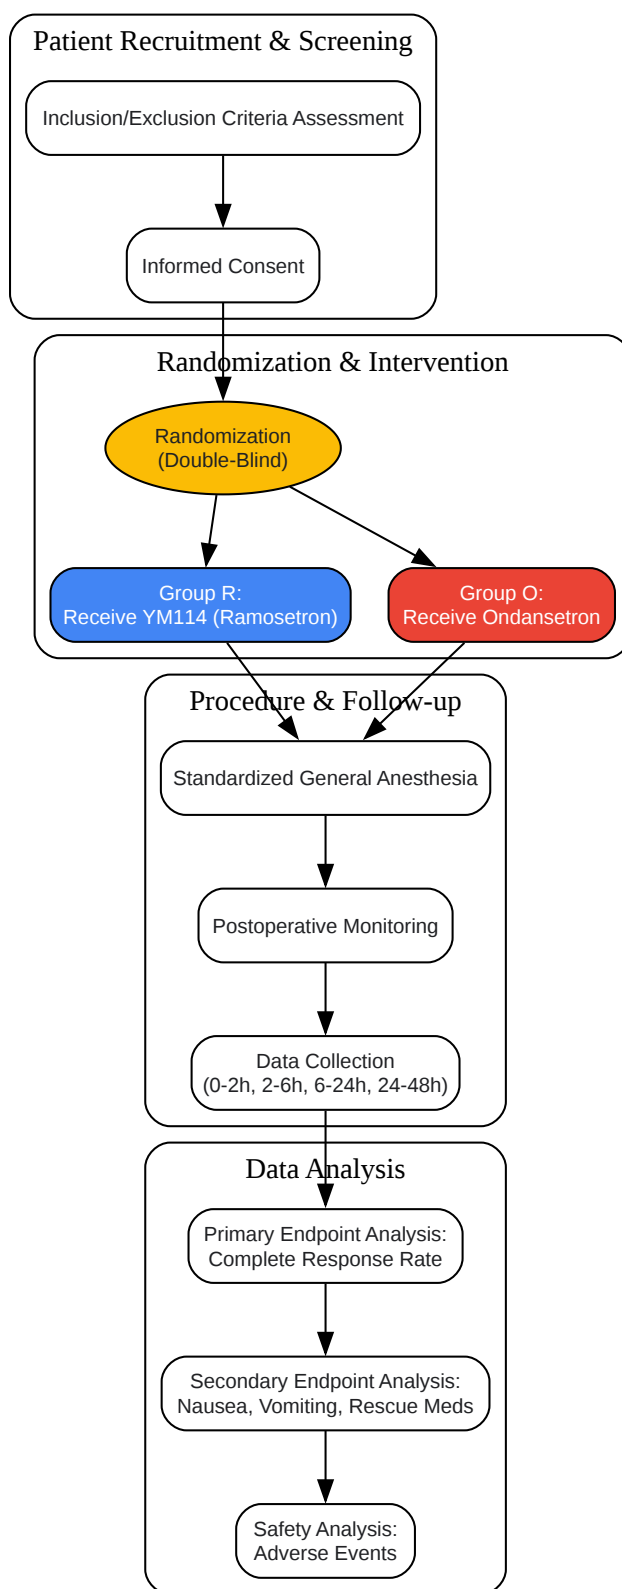 Patient Recruitment & Screening
Inclusion/Exclusion Criteria Assessment
Informed Consent
Randomization & Intervention
Randomization
(Double-Blind)
Group R:
Receive YM114 (Ramosetron)
Group O:
Receive Ondansetron
Procedure & Follow-up
Standardized General Anesthesia
Postoperative Monitoring
Data Collection
(0-2h, 2-6h, 6-24h, 24-48h)
Data Analysis
Primary Endpoint Analysis:
Complete Response Rate
Secondary Endpoint Analysis:
Nausea, Vomiting, Rescue Meds
Safety Analysis:
Adverse Events